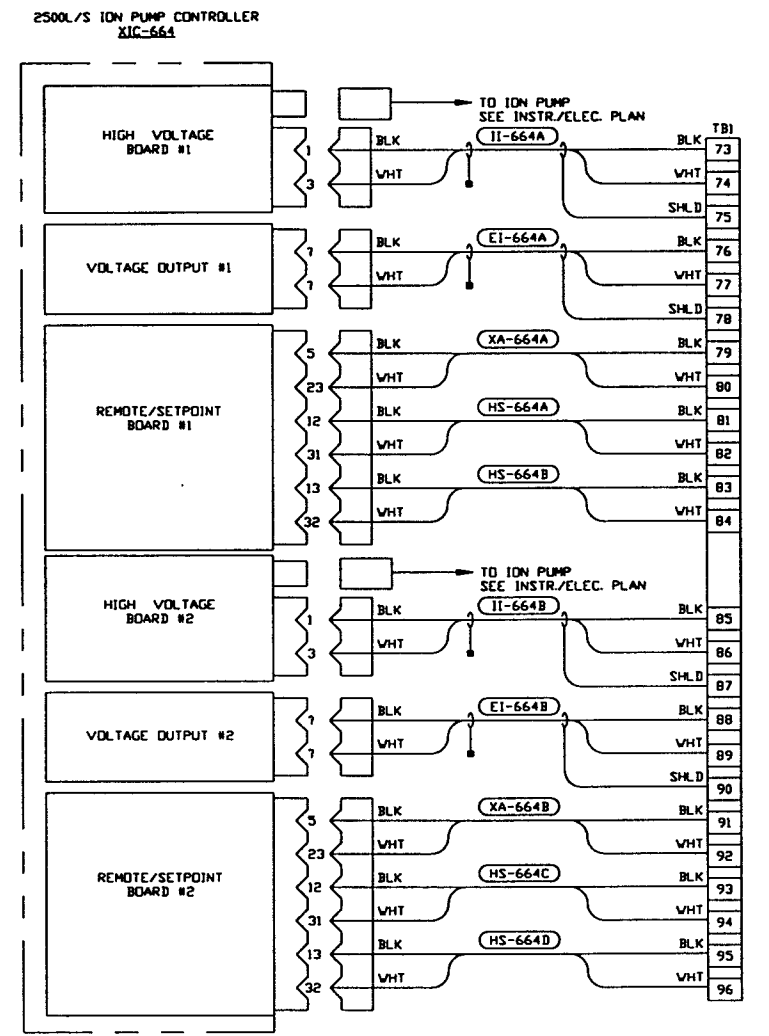 2500L/S ION PUMP CONTROLLER
XIC-664
TO ION PUMP
SEE INSTR./ELEC. PLAN
TB1
HIGH VOLTAGE
BOARD #1
1 BLK II-664A BLK 73
3 WHT WHT 74
SHLD 75
VOLTAGE OUTPUT #1
7 BLK EI-664A BLK 76
7 WHT WHT 77
SHLD 78
REMOTE/SETPOINT
BOARD #1
5 BLK XA-664A BLK 79
23 WHT WHT 80
12 BLK HS-664A BLK 81
31 WHT WHT 82
13 BLK HS-664B BLK 83
32 WHT WHT 84
TO ION PUMP
SEE INSTR./ELEC. PLAN
HIGH VOLTAGE
BOARD #2
1 BLK II-664B BLK 85
3 WHT WHT 86
SHLD 87
VOLTAGE OUTPUT #2
7 BLK EI-664B BLK 88
7 WHT WHT 89
SHLD 90
REMOTE/SETPOINT
BOARD #2
5 BLK XA-664B BLK 91
23 WHT WHT 92
12 BLK HS-664C BLK 93
31 WHT WHT 94
13 BLK HS-664D BLK 95
32 WHT WHT 96